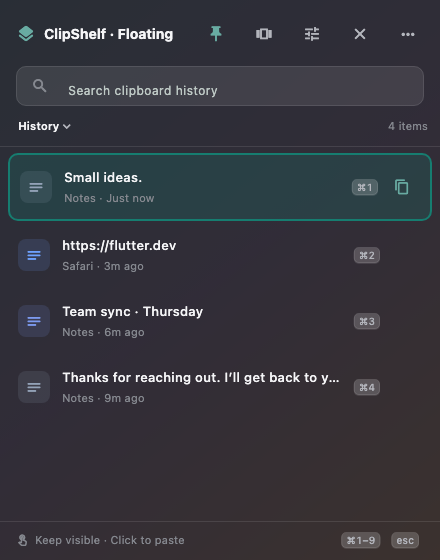 ClipShelf · Floating
Search clipboard history
History
4 items
Small ideas.
Notes · Just now
⌘1
https://flutter.dev
Safari · 3m ago
⌘2
Team sync · Thursday
Notes · 6m ago
⌘3
Thanks for reaching out. I’ll get back to y...
Notes · 9m ago
⌘4
Keep visible · Click to paste
⌘1–9
esc